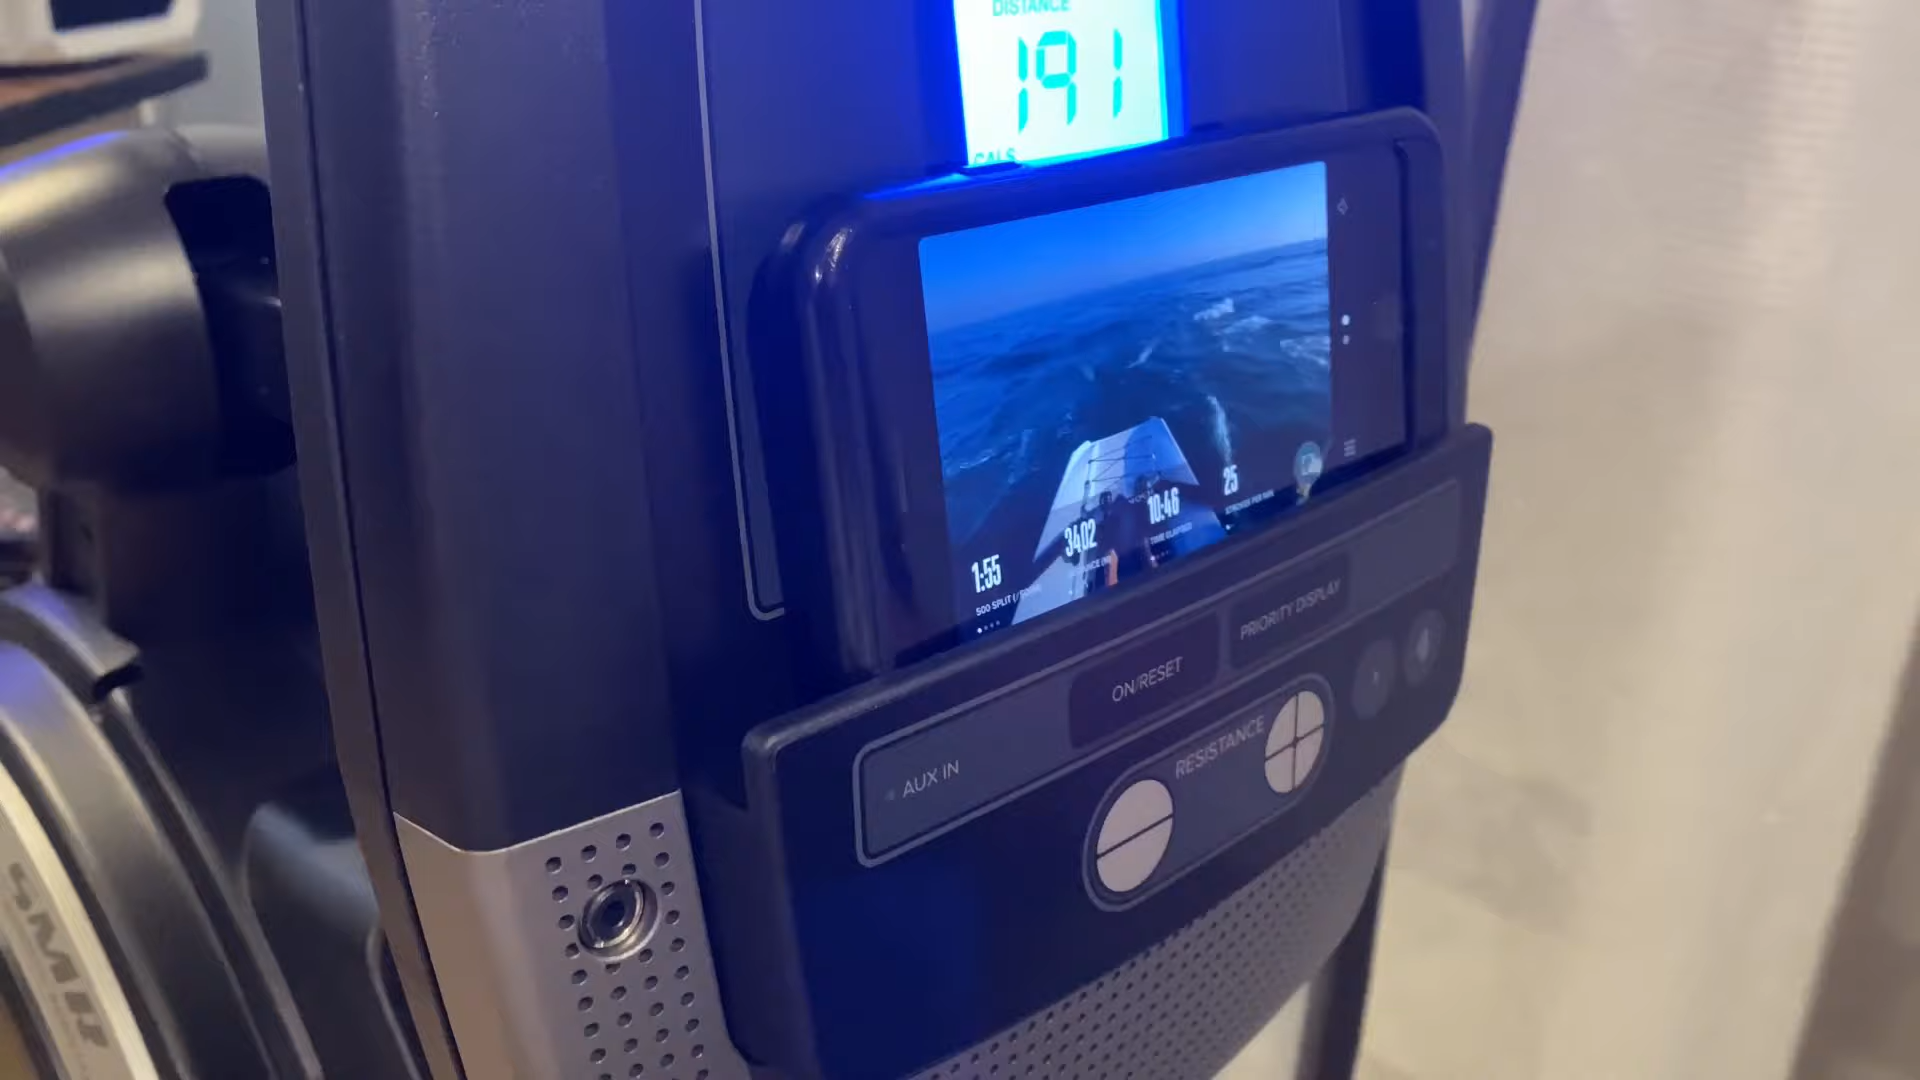 DISTANCE
191
CALS
25
STROKES PER MIN
10:46
TIME ELAPSED
3402
1:55
500 SPLIT
PRIORITY DISPLAY
ON/RESET
RESISTANCE
AUX IN